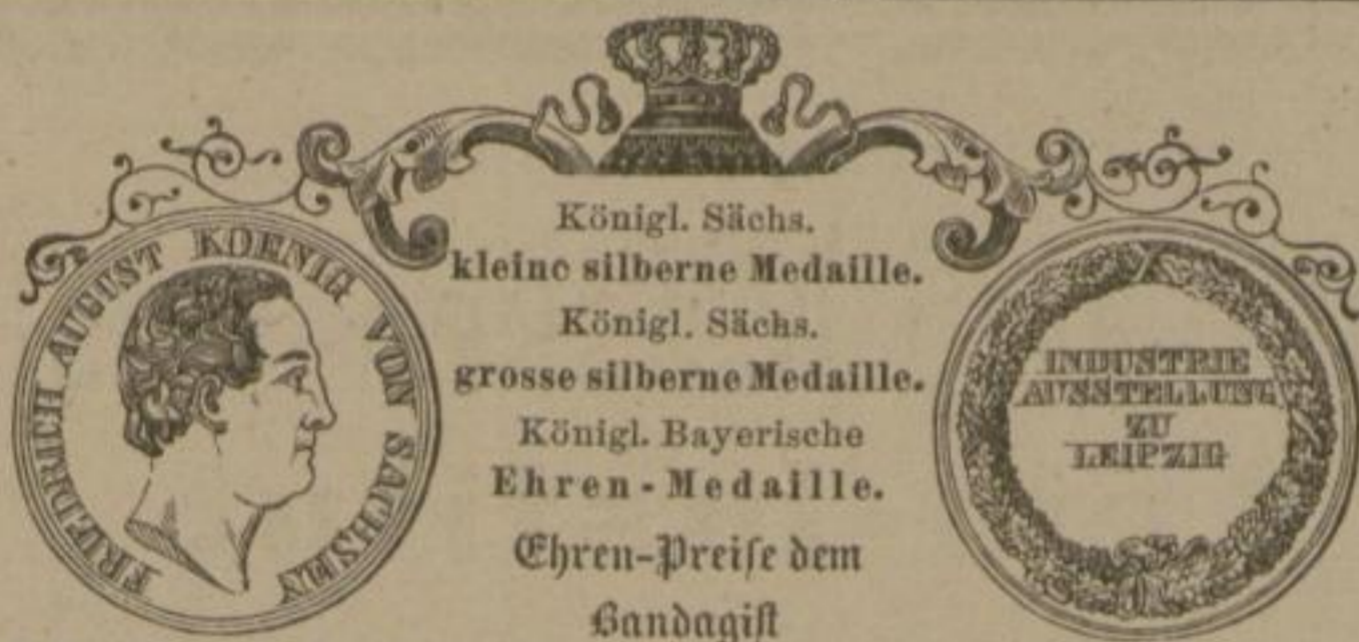 FRIEDRICH AUGUST KOENIG VON SACHSEN
Königl. Sächs.
kleine silberne Medaille.
Königl. Sächs.
grosse silberne Medaille.
Königl. Bayerische
Ehren-Medaille.
Ehren-Preiſe dem
Bandagiſt
INDUSTRIE
AUSSTELLUNG
ZU
LEIPZIG